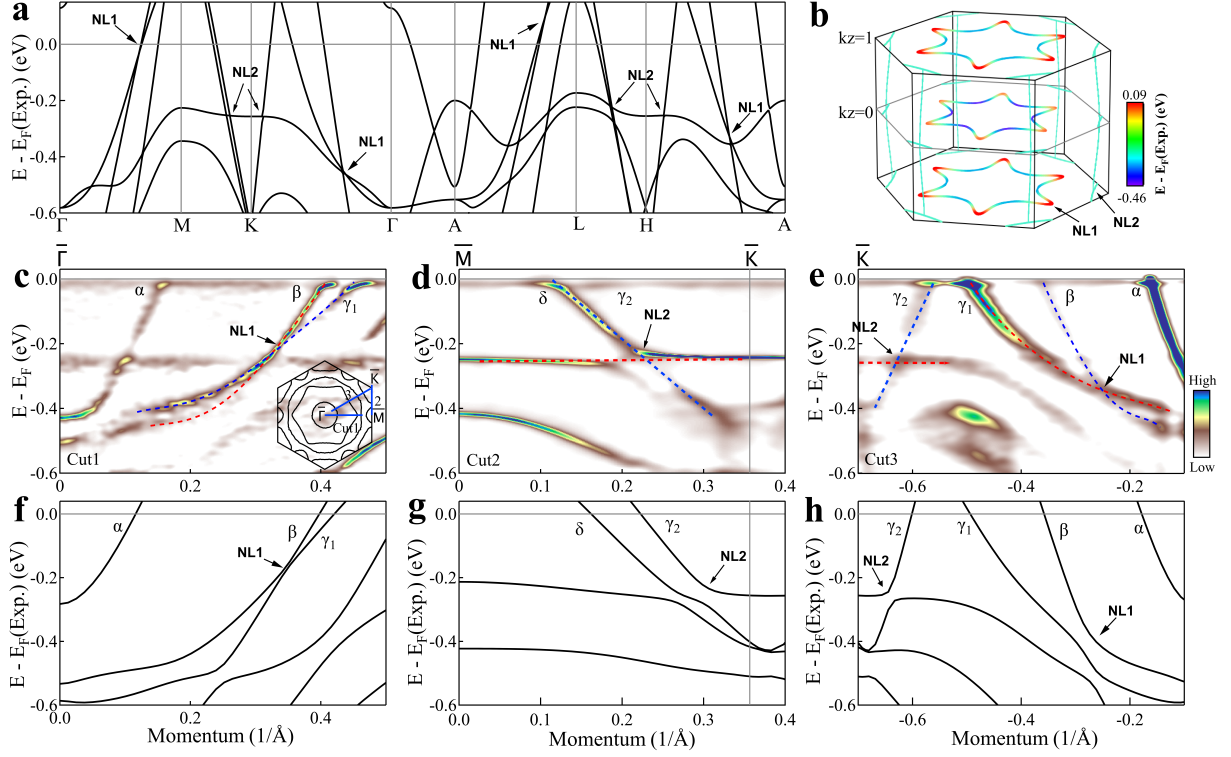 a
E - E_F(Exp.) (eV)
0.0
-0.2
-0.4
-0.6
NL1
NL2
NL1
NL1
NL2
NL1
Γ M K Γ A L H A
b
kz=1
kz=0
0.09
-0.46
E - E_F(Exp.) (eV)
NL1
NL2
c
Γ̅
E - E_F (eV)
0.0
-0.2
-0.4
-0.6
α
β
γ₁
NL1
K̅
3
2
Γ̅
M̅
Cut1
Cut1
0.0 0.2 0.4
d
M̅ K̅
E - E_F (eV)
0.0
-0.2
-0.4
-0.6
δ
γ₂
NL2
Cut2
0.0 0.1 0.2 0.3 0.4
e
K̅
E - E_F (eV)
0.0
-0.2
-0.4
-0.6
γ₂
γ₁
β
α
NL2
NL1
Cut3
-0.6 -0.4 -0.2
High
Low
f
E - E_F(Exp.) (eV)
0.0
-0.2
-0.4
-0.6
α
β
γ₁
NL1
0.0 0.2 0.4
Momentum (1/Å)
g
E - E_F(Exp.) (eV)
0.0
-0.2
-0.4
-0.6
δ
γ₂
NL2
0.0 0.1 0.2 0.3 0.4
Momentum (1/Å)
h
E - E_F(Exp.) (eV)
0.0
-0.2
-0.4
-0.6
γ₂
γ₁
β
α
NL2
NL1
-0.6 -0.4 -0.2
Momentum (1/Å)